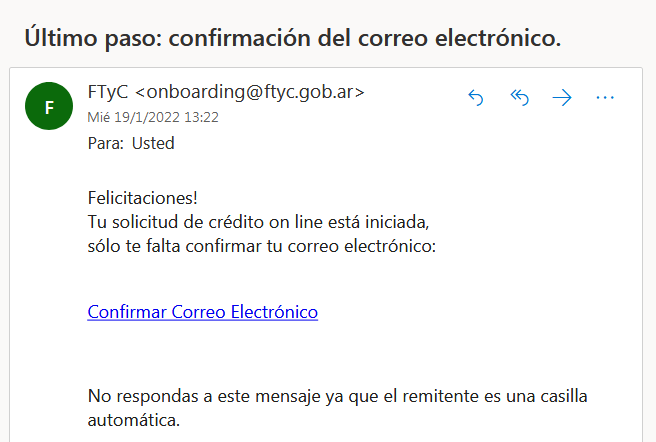 Último paso: confirmación del correo electrónico.
F
FTyC <onboarding@ftyc.gob.ar>
Mié 19/1/2022 13:22
Para: Usted
Felicitaciones!
Tu solicitud de crédito on line está iniciada,
sólo te falta confirmar tu correo electrónico:
Confirmar Correo Electrónico
No respondas a este mensaje ya que el remitente es una casilla
automática.